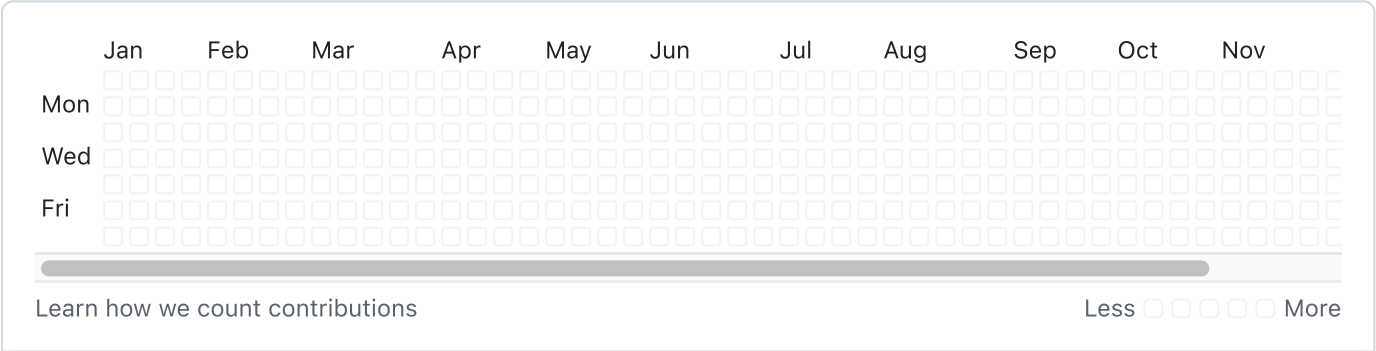 Jan Feb Mar Apr May Jun Jul Aug Sep Oct Nov
Mon
Wed
Fri
Learn how we count contributions
Less More